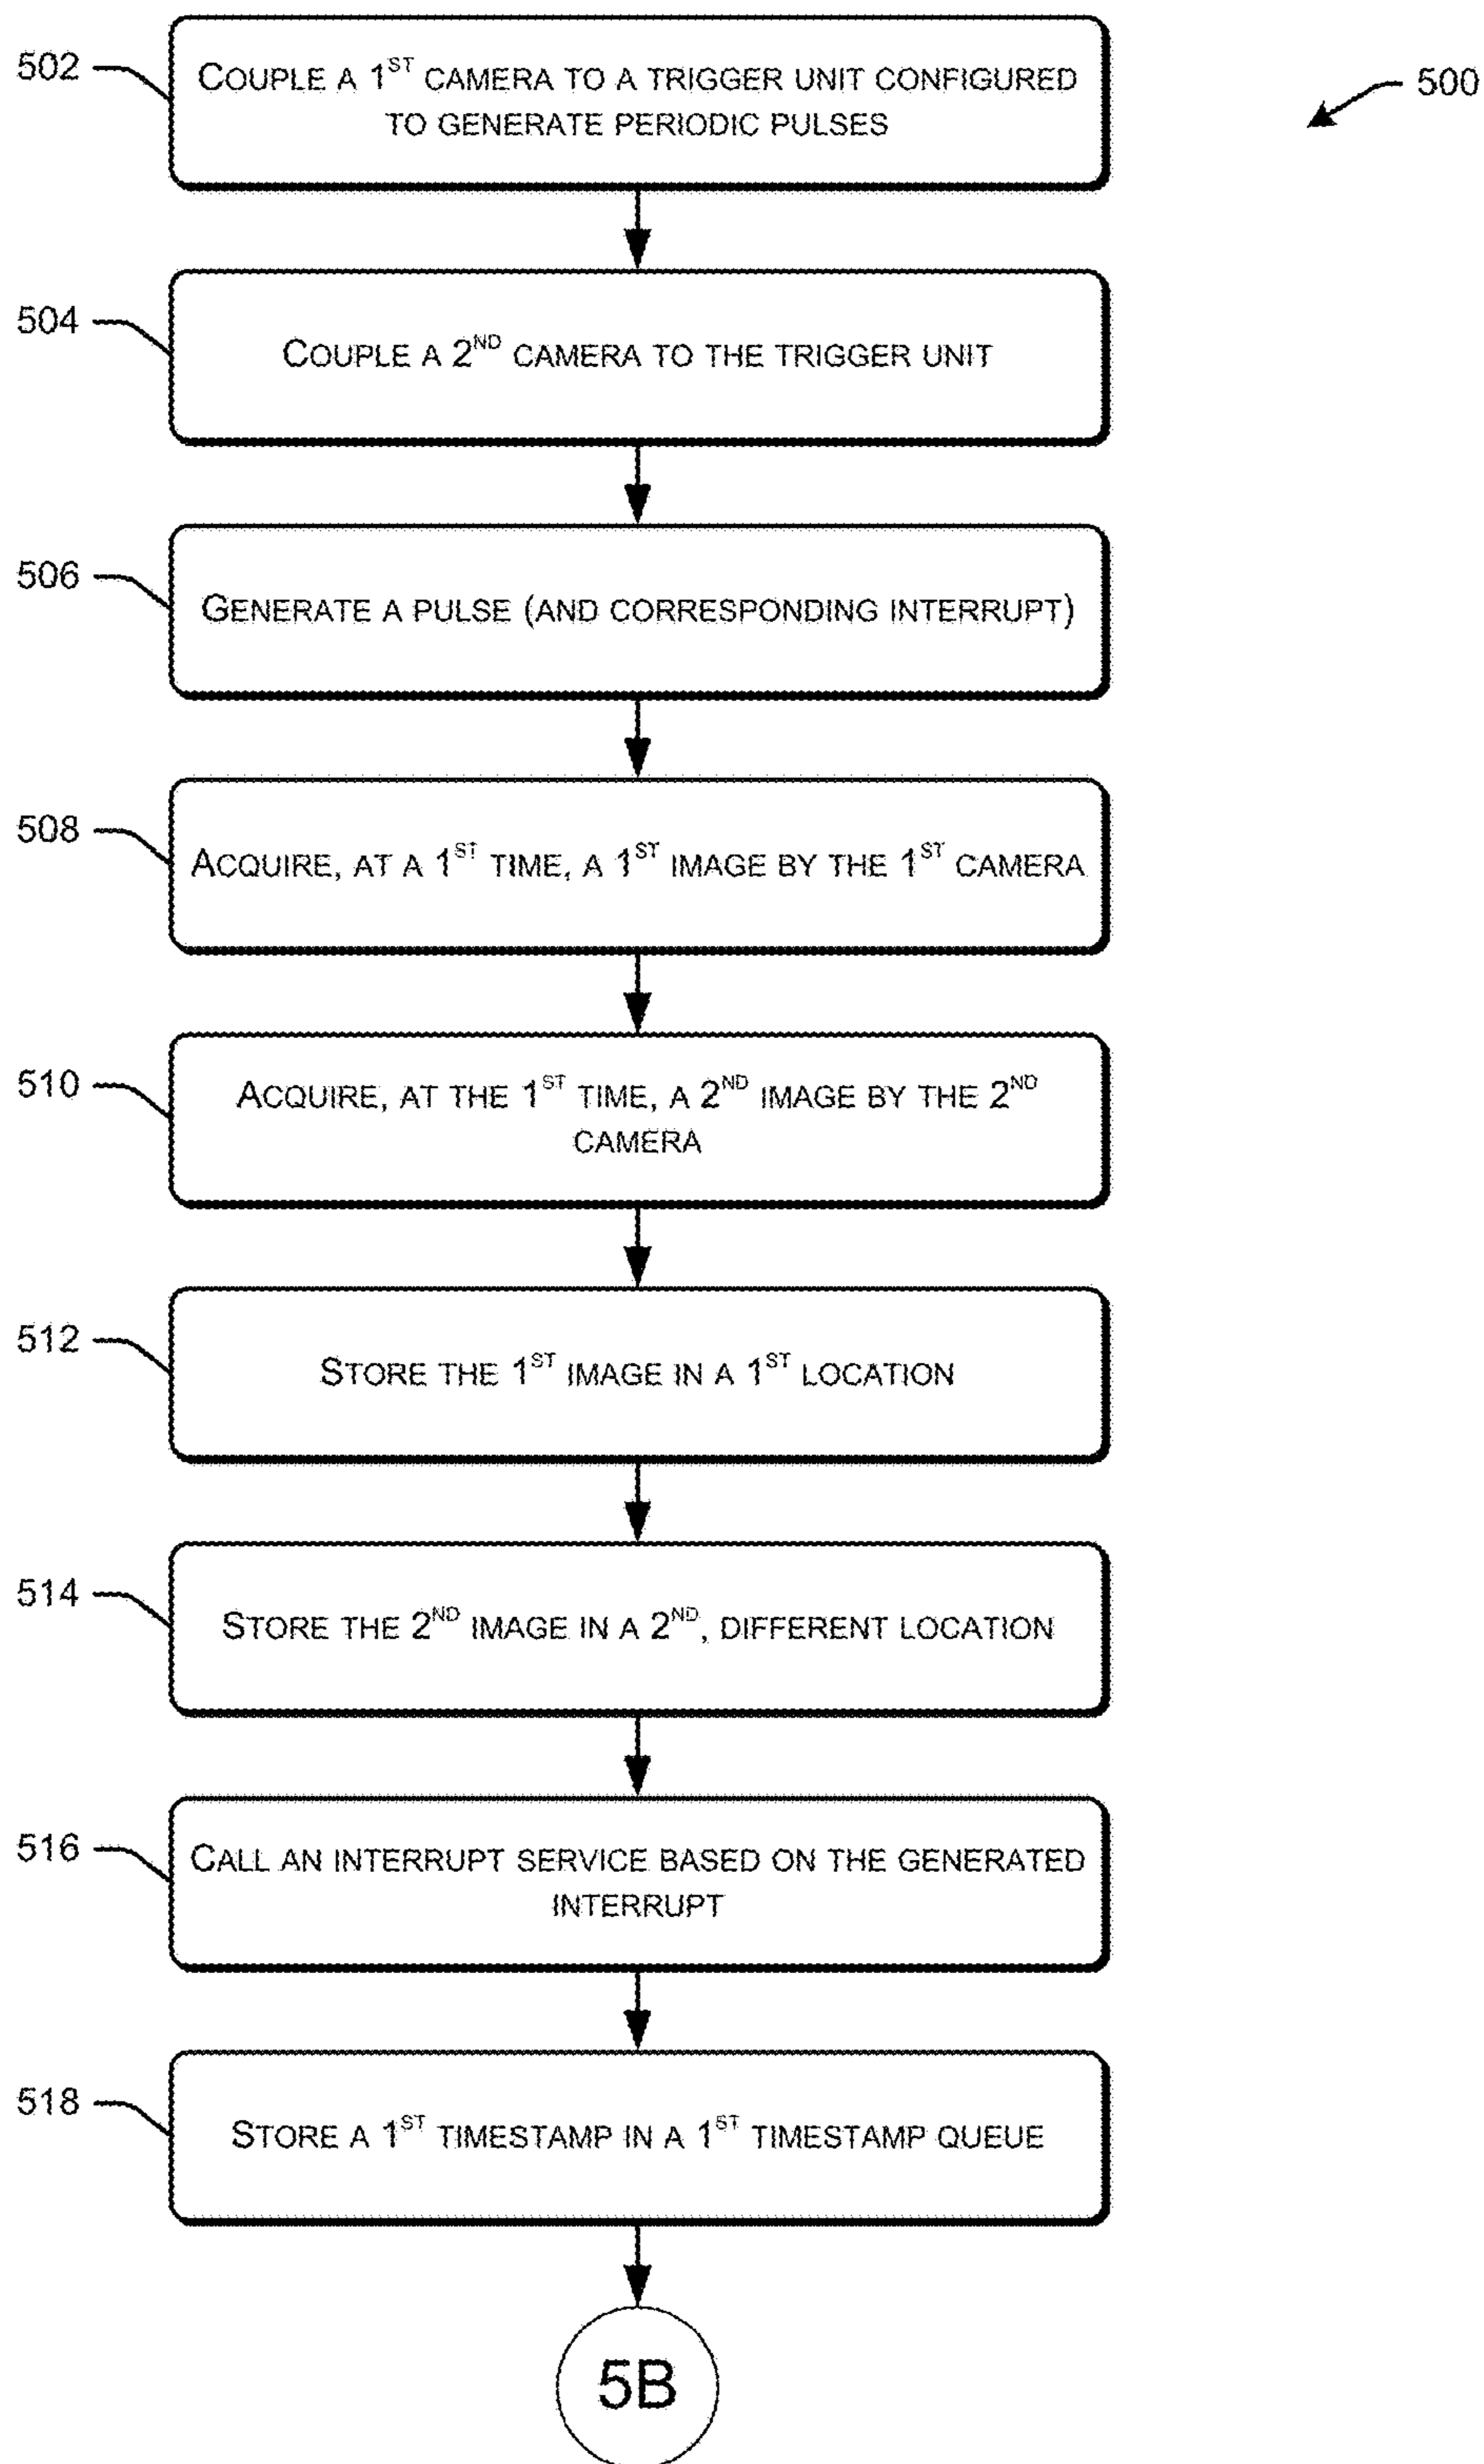 500
502
COUPLE A 1ST CAMERA TO A TRIGGER UNIT CONFIGURED
TO GENERATE PERIODIC PULSES
504
COUPLE A 2ND CAMERA TO THE TRIGGER UNIT
506
GENERATE A PULSE (AND CORRESPONDING INTERRUPT)
508
ACQUIRE, AT A 1ST TIME, A 1ST IMAGE BY THE 1ST CAMERA
510
ACQUIRE, AT THE 1ST TIME, A 2ND IMAGE BY THE 2ND
CAMERA
512
STORE THE 1ST IMAGE IN A 1ST LOCATION
514
STORE THE 2ND IMAGE IN A 2ND, DIFFERENT LOCATION
516
CALL AN INTERRUPT SERVICE BASED ON THE GENERATED
INTERRUPT
518
STORE A 1ST TIMESTAMP IN A 1ST TIMESTAMP QUEUE
5B